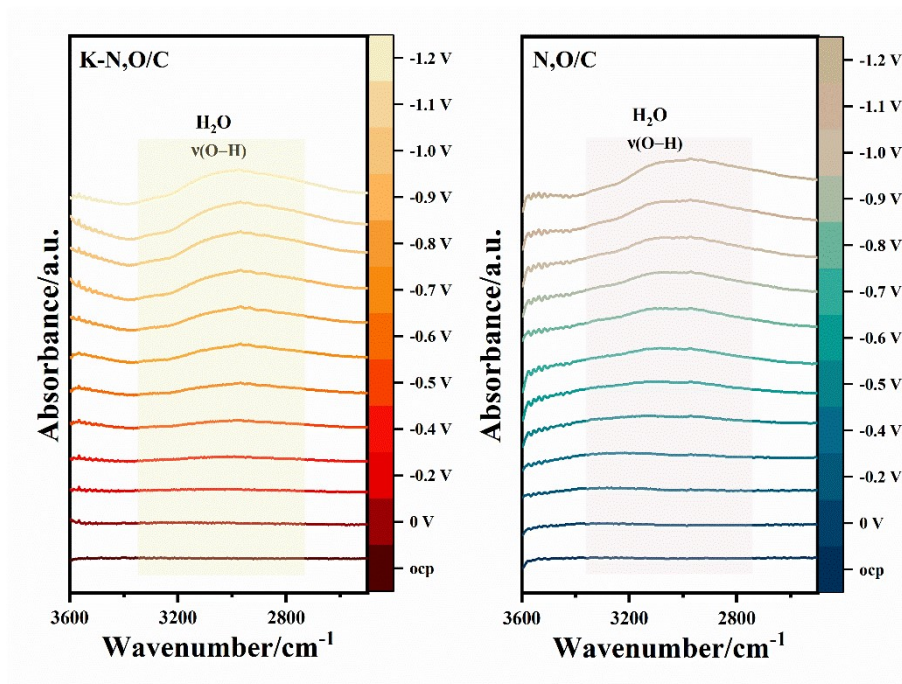 K-N,O/C
H₂O
ν(O–H)
Absorbance/a.u.
3600
3200
2800
Wavenumber/cm⁻¹
-1.2 V
-1.1 V
-1.0 V
-0.9 V
-0.8 V
-0.7 V
-0.6 V
-0.5 V
-0.4 V
-0.2 V
0 V
ocp
N,O/C
H₂O
ν(O–H)
Absorbance/a.u.
3600
3200
2800
Wavenumber/cm⁻¹
-1.2 V
-1.1 V
-1.0 V
-0.9 V
-0.8 V
-0.7 V
-0.6 V
-0.5 V
-0.4 V
-0.2 V
0 V
ocp